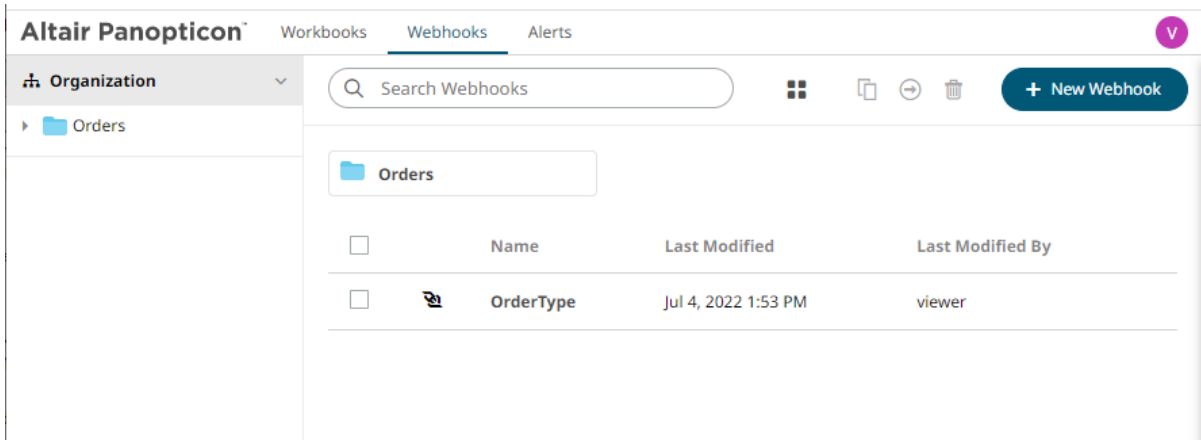 Altair Panopticon™ Workbooks Webhooks Alerts V
Organization
Orders
Search Webhooks
+ New Webhook
Orders
Name Last Modified Last Modified By
OrderType Jul 4, 2022 1:53 PM viewer